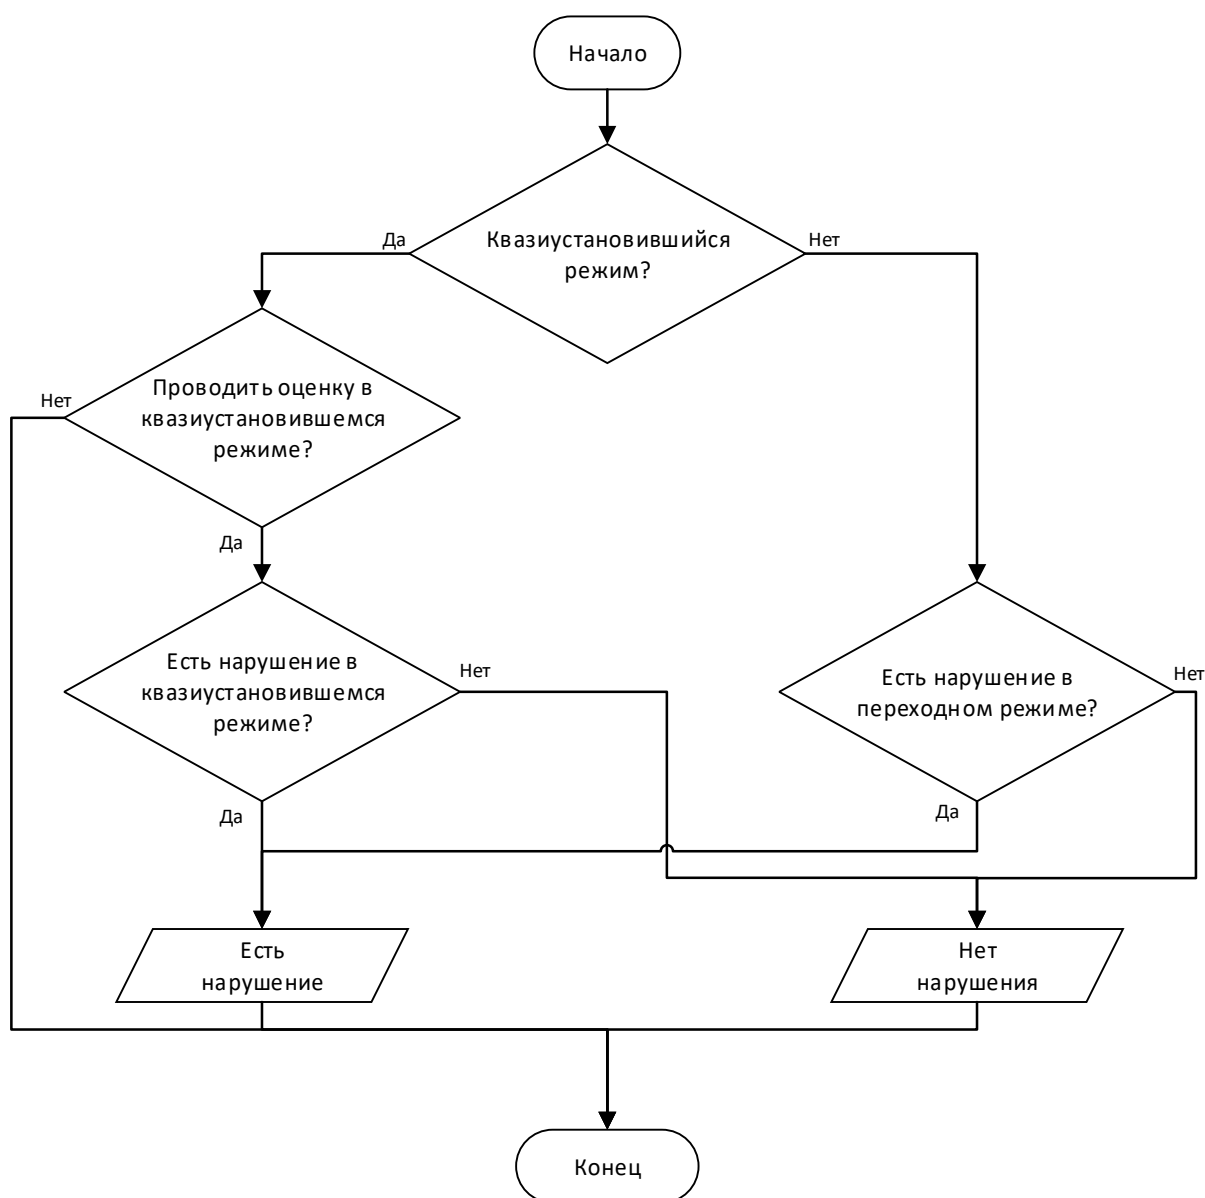 Начало
Да
Квазиустановившийся
режим?
Нет
Нет
Проводить оценку в
квазиустановившемся
режиме?
Да
Есть нарушение в
квазиустановившемся
режиме?
Нет
Есть нарушение в
переходном режиме?
Нет
Да
Да
Есть
нарушение
Нет
нарушения
Конец